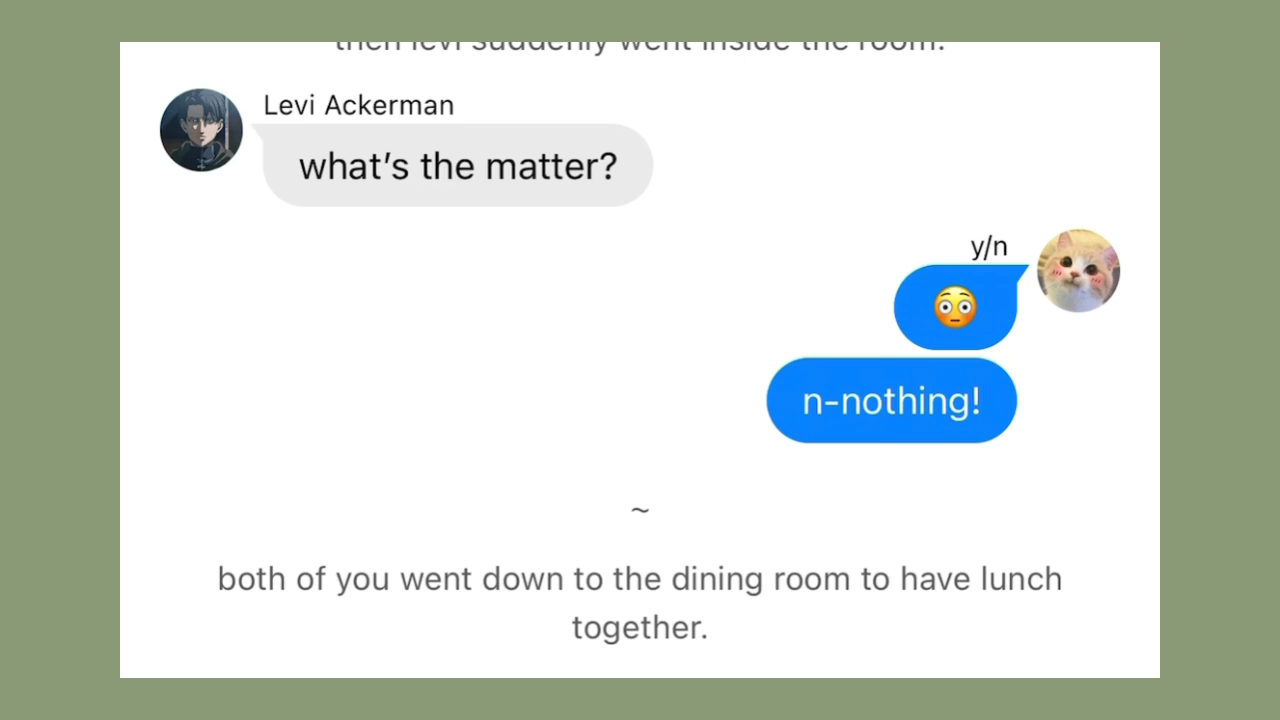 then levi suddenly went inside the room.
Levi Ackerman
what's the matter?
y/n
😳
n-nothing!
~
both of you went down to the dining room to have lunch
together.